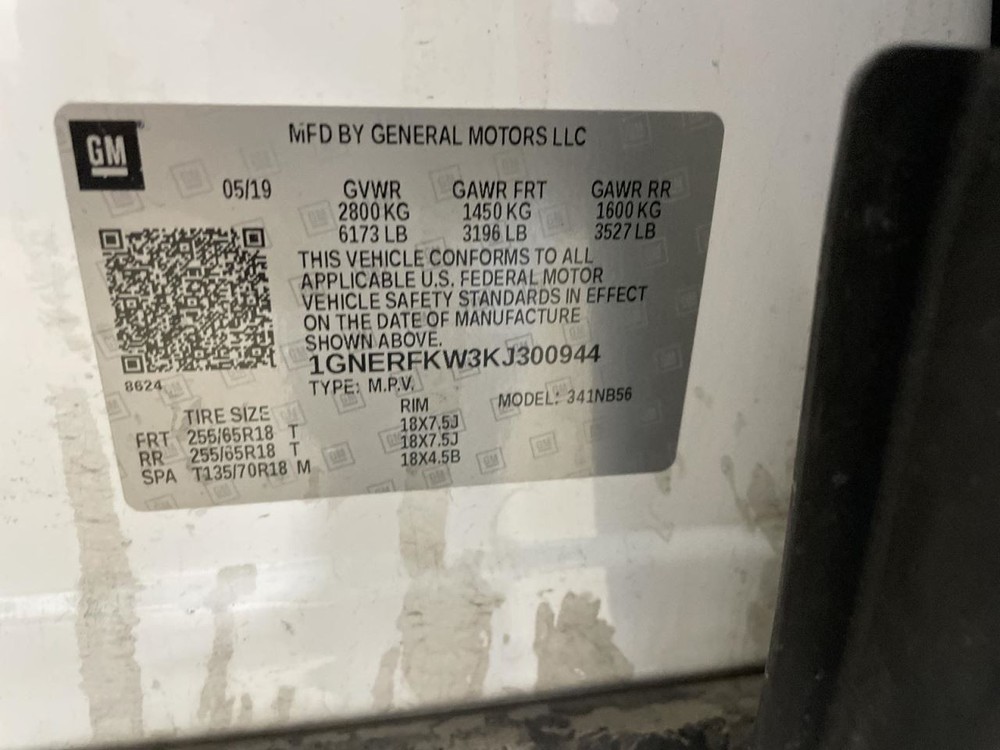 GM
MFD BY GENERAL MOTORS LLC
05/19 GVWR GAWR FRT GAWR RR
2800 KG 1450 KG 1600 KG
6173 LB 3196 LB 3527 LB
THIS VEHICLE CONFORMS TO ALL
APPLICABLE U.S. FEDERAL MOTOR
VEHICLE SAFETY STANDARDS IN EFFECT
ON THE DATE OF MANUFACTURE
SHOWN ABOVE.
1GNERFKW3KJ300944
8624
TYPE: M.P.V. MODEL: 341NB56
TIRE SIZE RIM
FRT 255/65R18 T 18X7.5J
RR 255/65R18 T 18X7.5J
SPA T135/70R18 M 18X4.5B